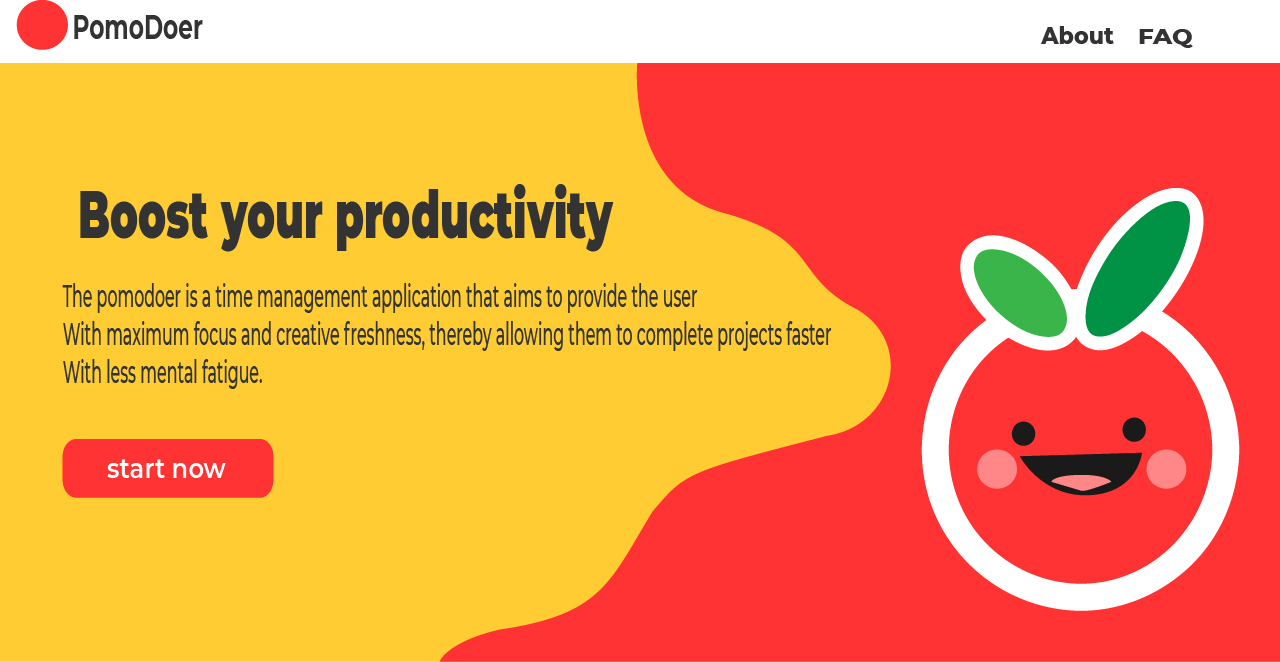 PomoDoer
About FAQ
Boost your productivity
The pomodoer is a time management application that aims to provide the user
With maximum focus and creative freshness, thereby allowing them to complete projects faster
With less mental fatigue.
start now